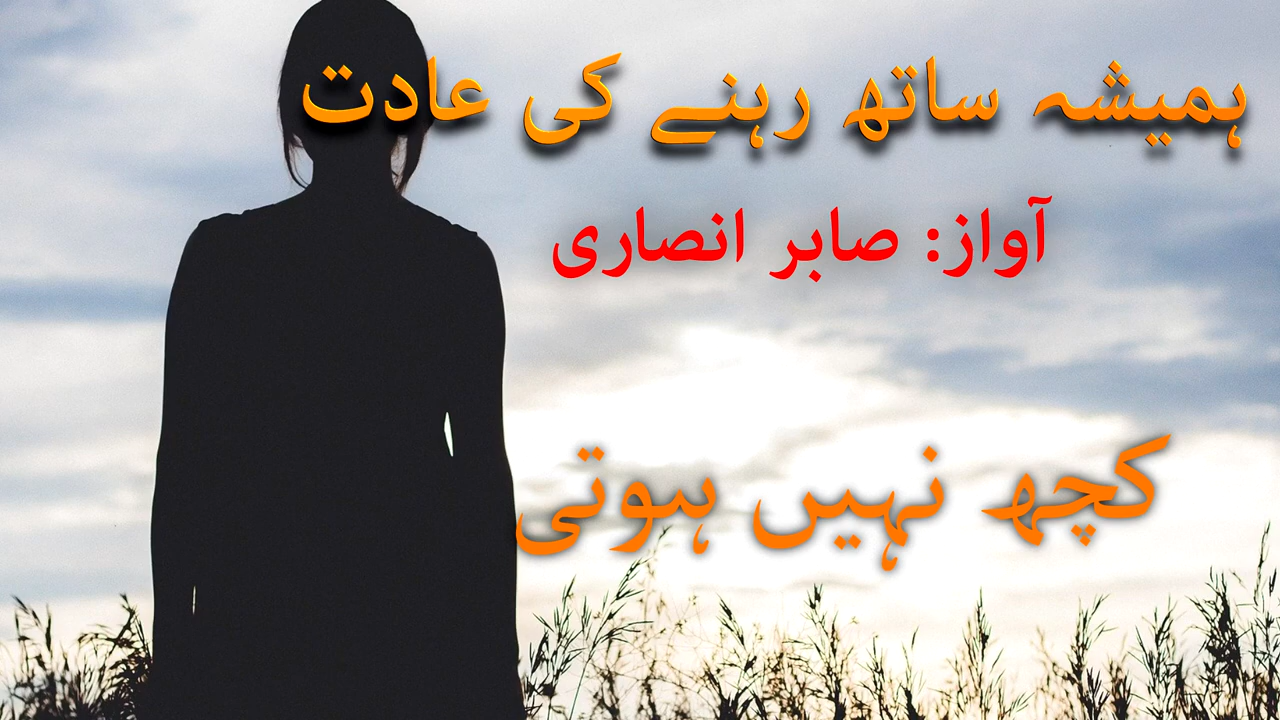 ہمیشہ ساتھ رہنے کی عادت
آواز: صابر انصاری
کچھ نہیں ہوتی